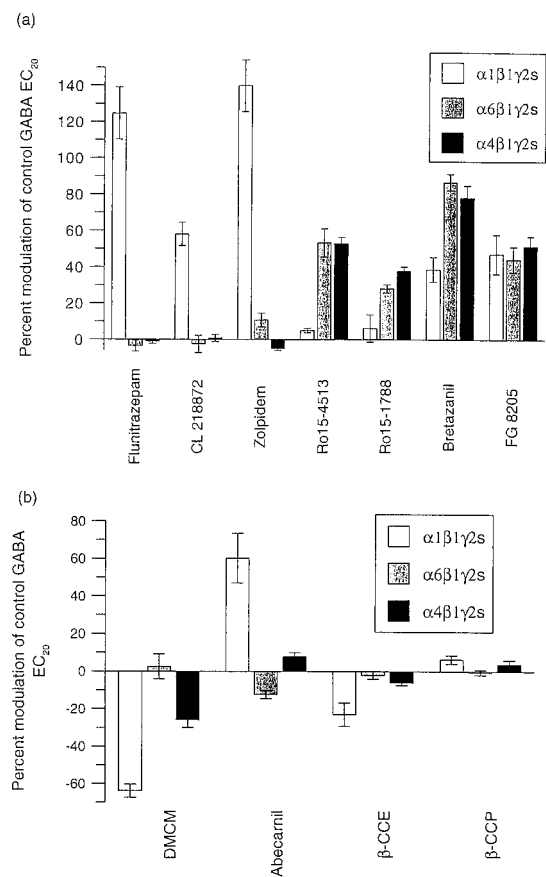 (a)
Percent modulation of control GABA EC20
140
120
100
80
60
40
20
0
α1β1γ2s
α6β1γ2s
α4β1γ2s
Flunitrazepam
CL 218872
Zolpidem
Ro15-4513
Ro15-1788
Bretazanil
FG 8205
(b)
Percent modulation of control GABA
EC20
80
60
40
20
0
-20
-40
-60
α1β1γ2s
α6β1γ2s
α4β1γ2s
DMCM
Abecarnil
β-CCE
β-CCP